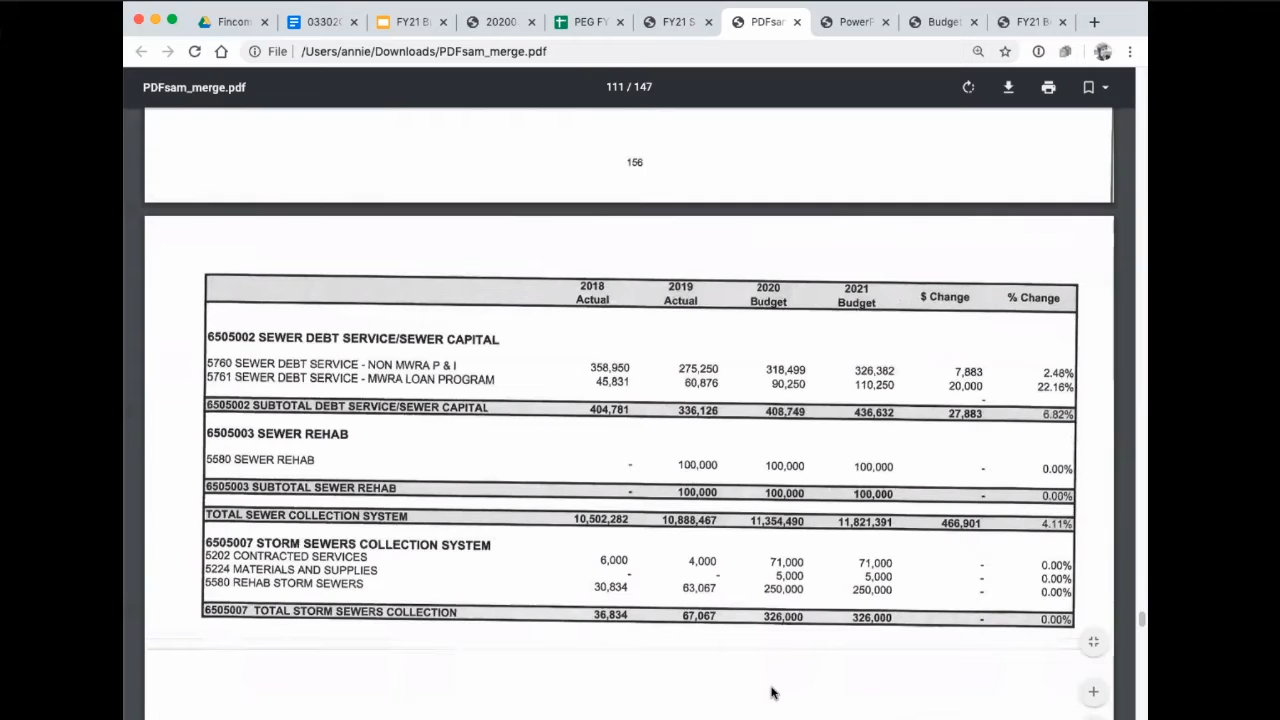 Fincom
03302
FY21 B
20200
PEG FY
FY21 S
PDFsar
PowerP
Budget
FY21 B
File /Users/annie/Downloads/PDFsam_merge.pdf
PDFsam_merge.pdf 111 / 147
156
2018 2019 2020 2021 $ Change % Change
Actual Actual Budget Budget
6505002 SEWER DEBT SERVICE/SEWER CAPITAL
5760 SEWER DEBT SERVICE - NON MWRA P & I 358,950 275,250 318,499 326,382 7,883 2.48%
5761 SEWER DEBT SERVICE - MWRA LOAN PROGRAM 45,831 60,876 90,250 110,250 20,000 22.16%
-
6505002 SUBTOTAL DEBT SERVICE/SEWER CAPITAL 404,781 336,126 408,749 436,632 27,883 6.82%
6505003 SEWER REHAB
5580 SEWER REHAB - 100,000 100,000 100,000 - 0.00%
6505003 SUBTOTAL SEWER REHAB - 100,000 100,000 100,000 - 0.00%
TOTAL SEWER COLLECTION SYSTEM 10,502,282 10,888,467 11,354,490 11,821,391 466,901 4.11%
6505007 STORM SEWERS COLLECTION SYSTEM
5202 CONTRACTED SERVICES 6,000 4,000 71,000 71,000 - 0.00%
5224 MATERIALS AND SUPPLIES - - 5,000 5,000 - 0.00%
5580 REHAB STORM SEWERS 30,834 63,067 250,000 250,000 - 0.00%
6505007 TOTAL STORM SEWERS COLLECTION 36,834 67,067 326,000 326,000 - 0.00%